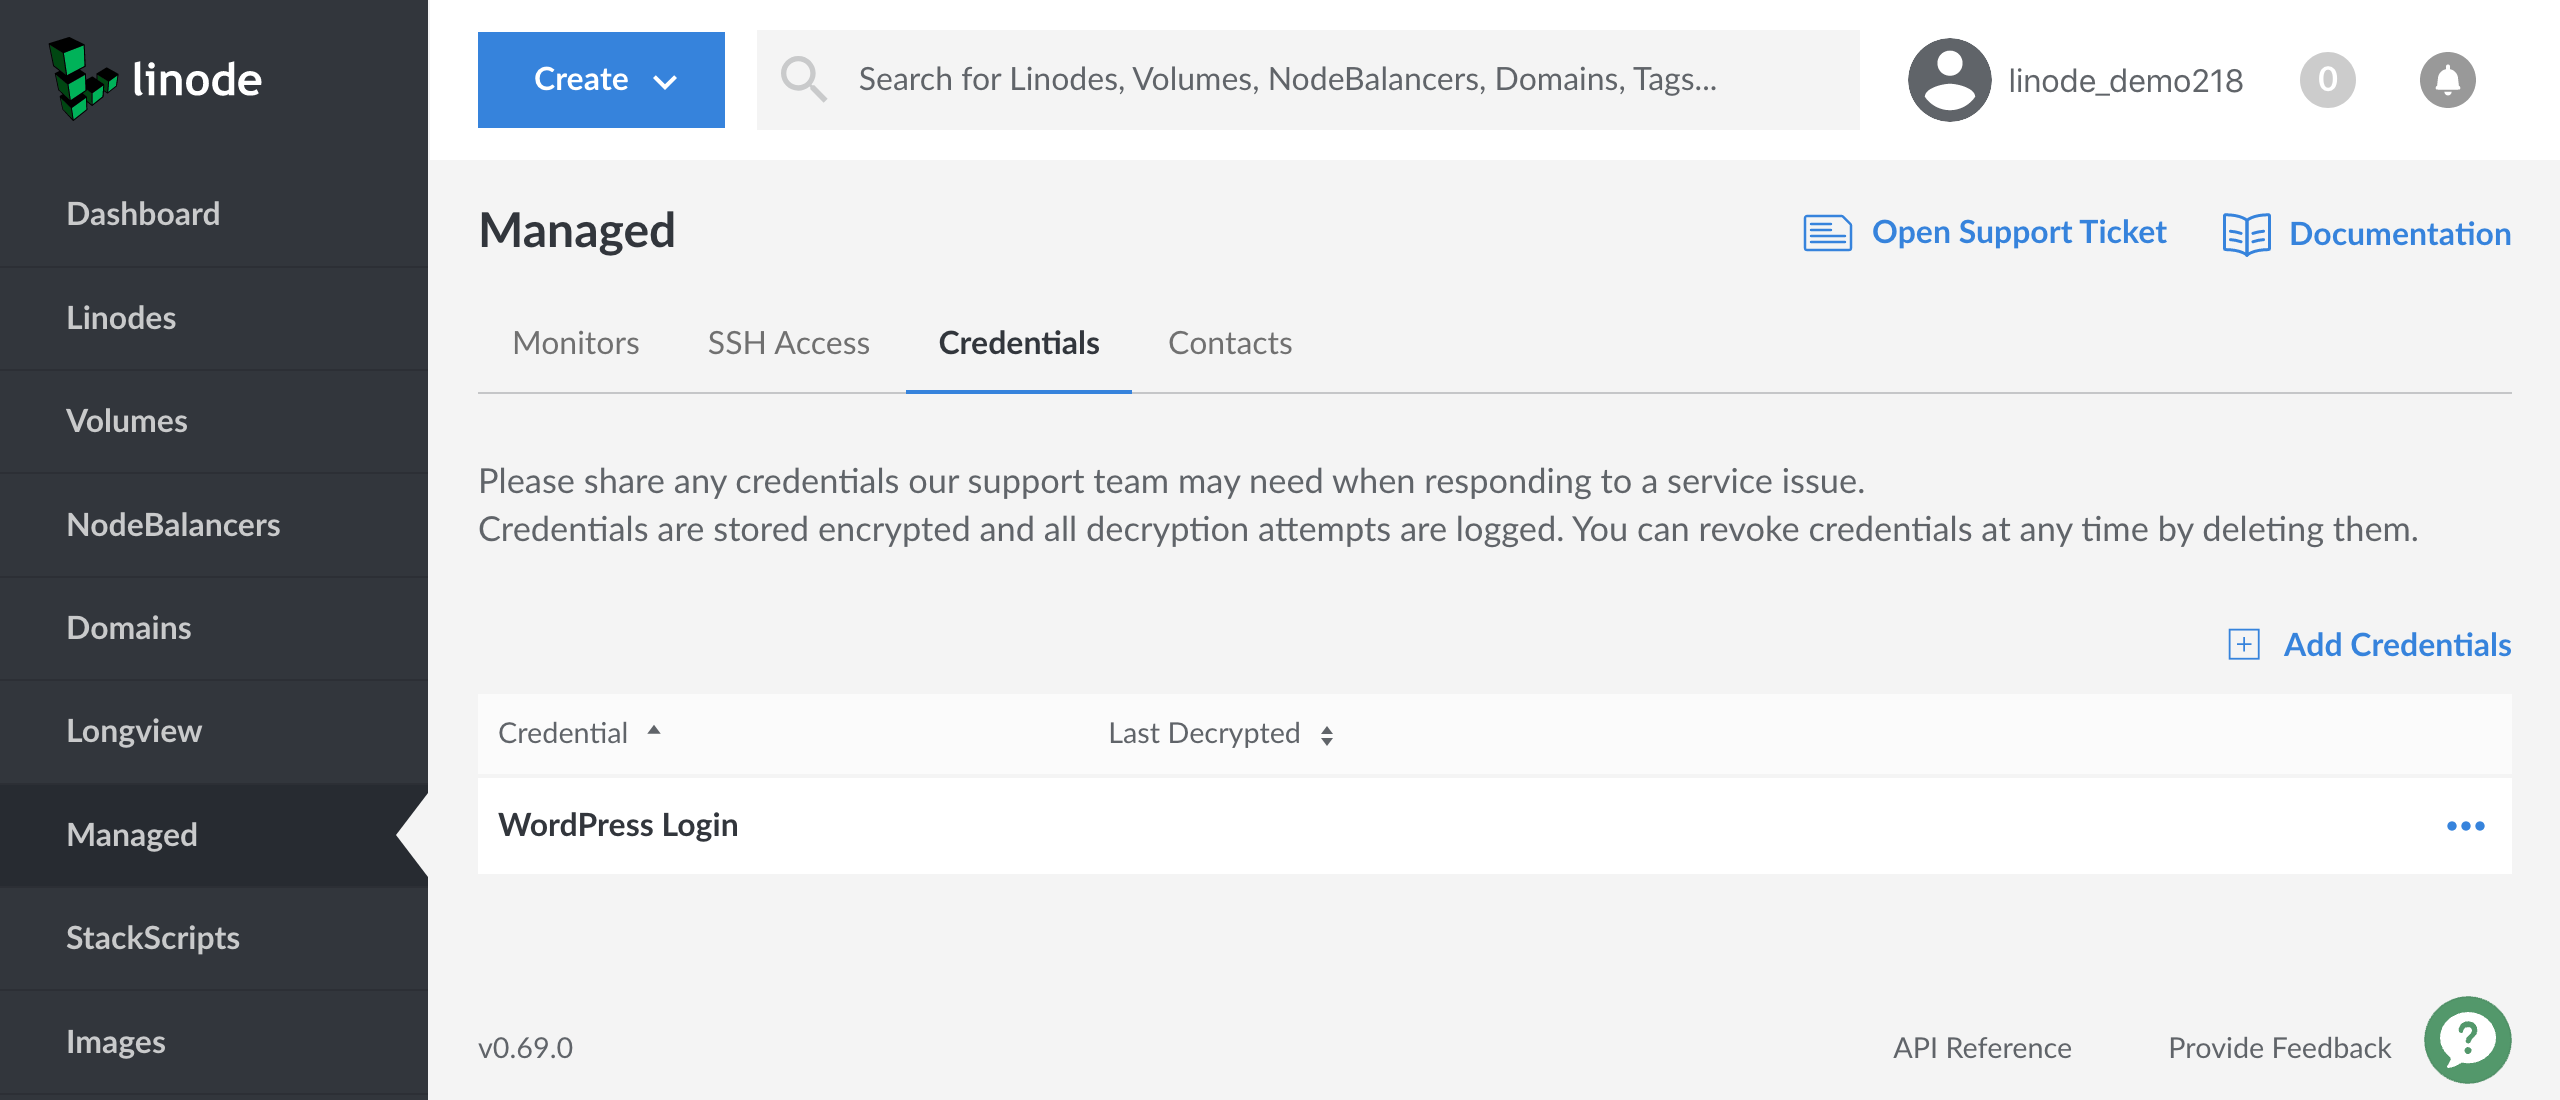 linode
Create
Search for Linodes, Volumes, NodeBalancers, Domains, Tags...
linode_demo218
0
Dashboard
Linodes
Volumes
NodeBalancers
Domains
Longview
Managed
StackScripts
Images
Managed
Open Support Ticket
Documentation
Monitors
SSH Access
Credentials
Contacts
Please share any credentials our support team may need when responding to a service issue.
Credentials are stored encrypted and all decryption attempts are logged. You can revoke credentials at any time by deleting them.
Add Credentials
Credential
Last Decrypted
WordPress Login
v0.69.0
API Reference
Provide Feedback
?